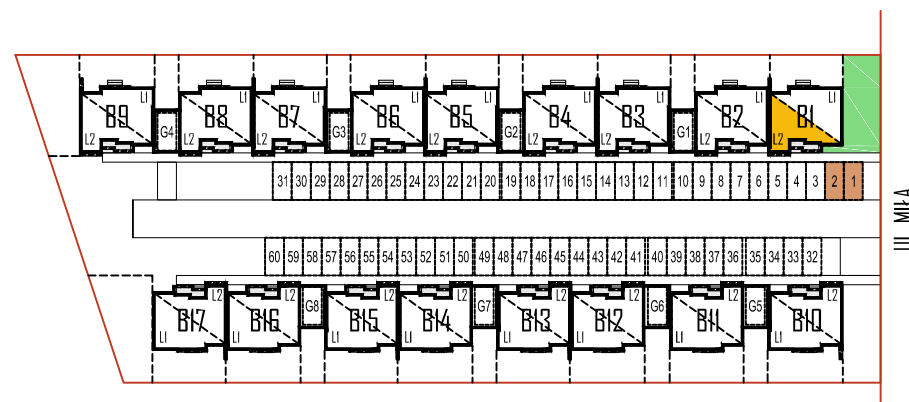 L1 L1 L1 L1 L1 L1 L1 L1 L1
B9 B8 B7 B6 B5 B4 B3 B2 B1
G4 G3 G2 G1
L2 L2 L2 L2 L2 L2 L2 L2 L2
31 30 29 28 27 26 25 24 23 22 21 20 19 18 17 16 15 14 13 12 11 10 9 8 7 6 5 4 3 2 1
UL. MIŁA
60 59 58 57 56 55 54 53 52 51 50 49 48 47 46 45 44 43 42 41 40 39 38 37 36 35 34 33 32
L2 L2 L2 L2 L2 L2 L2 L2
G8 G7 G6 G5
B17 B16 B15 B14 B13 B12 B11 B10
L1 L1 L1 L1 L1 L1 L1 L1